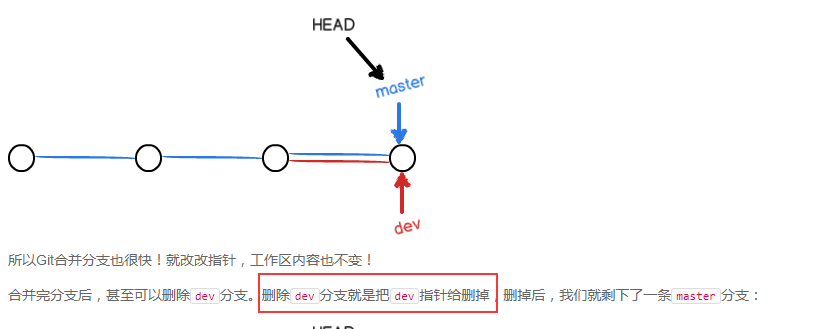 HEAD
master
dev
所以Git合并分支也很快！就改改指针，工作区内容也不变！
合并完分支后，甚至可以删除dev分支。删除dev分支就是把dev指针给删掉，删掉后，我们就剩下了一条master分支：
HEAD